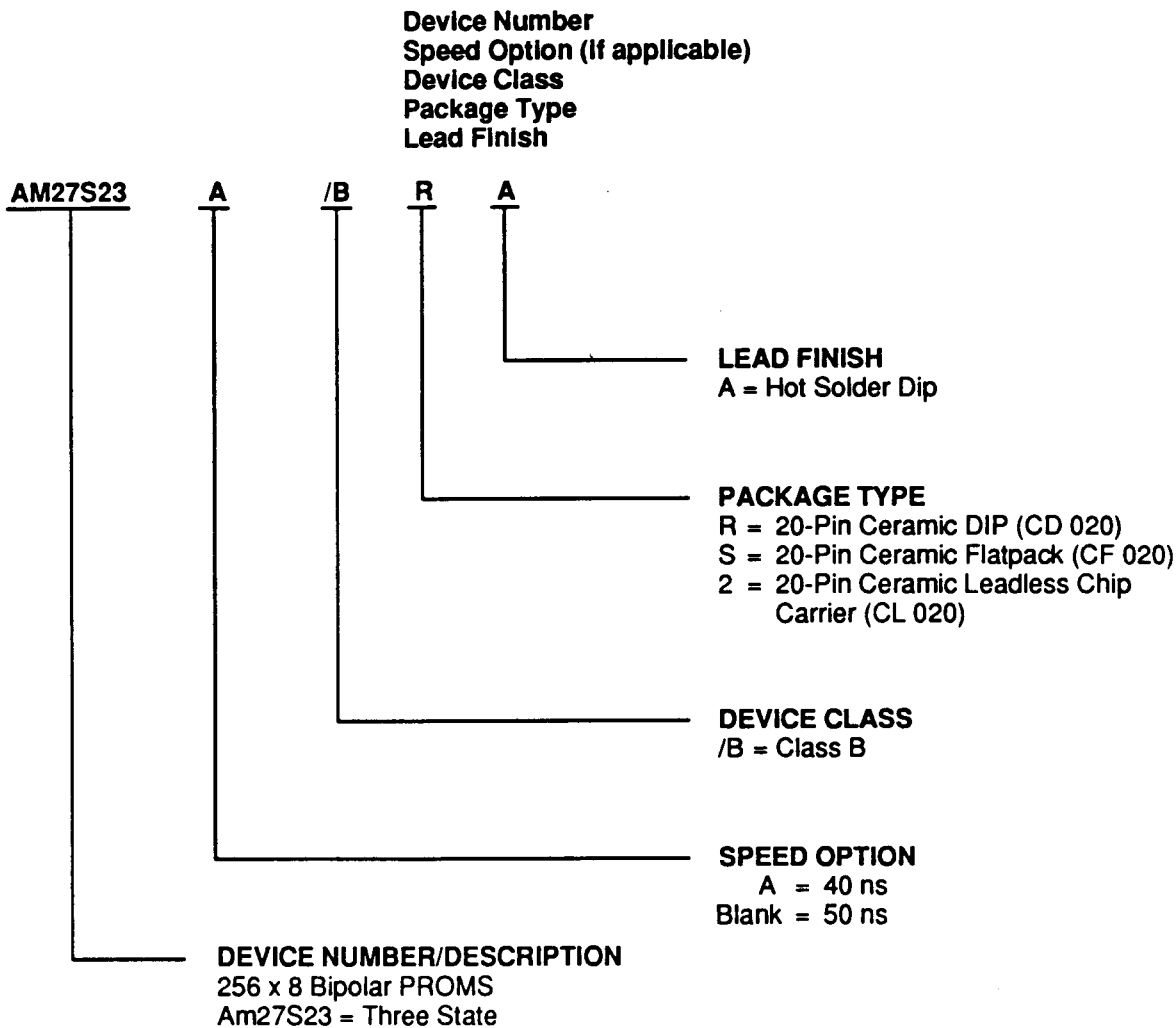 Device Number
Speed Option (If applicable)
Device Class
Package Type
Lead Finish
AM27S23 A /B R A
LEAD FINISH
A = Hot Solder Dip
PACKAGE TYPE
R = 20-Pin Ceramic DIP (CD 020)
S = 20-Pin Ceramic Flatpack (CF 020)
2 = 20-Pin Ceramic Leadless Chip
Carrier (CL 020)
DEVICE CLASS
/B = Class B
SPEED OPTION
A = 40 ns
Blank = 50 ns
DEVICE NUMBER/DESCRIPTION
256 x 8 Bipolar PROMS
Am27S23 = Three State